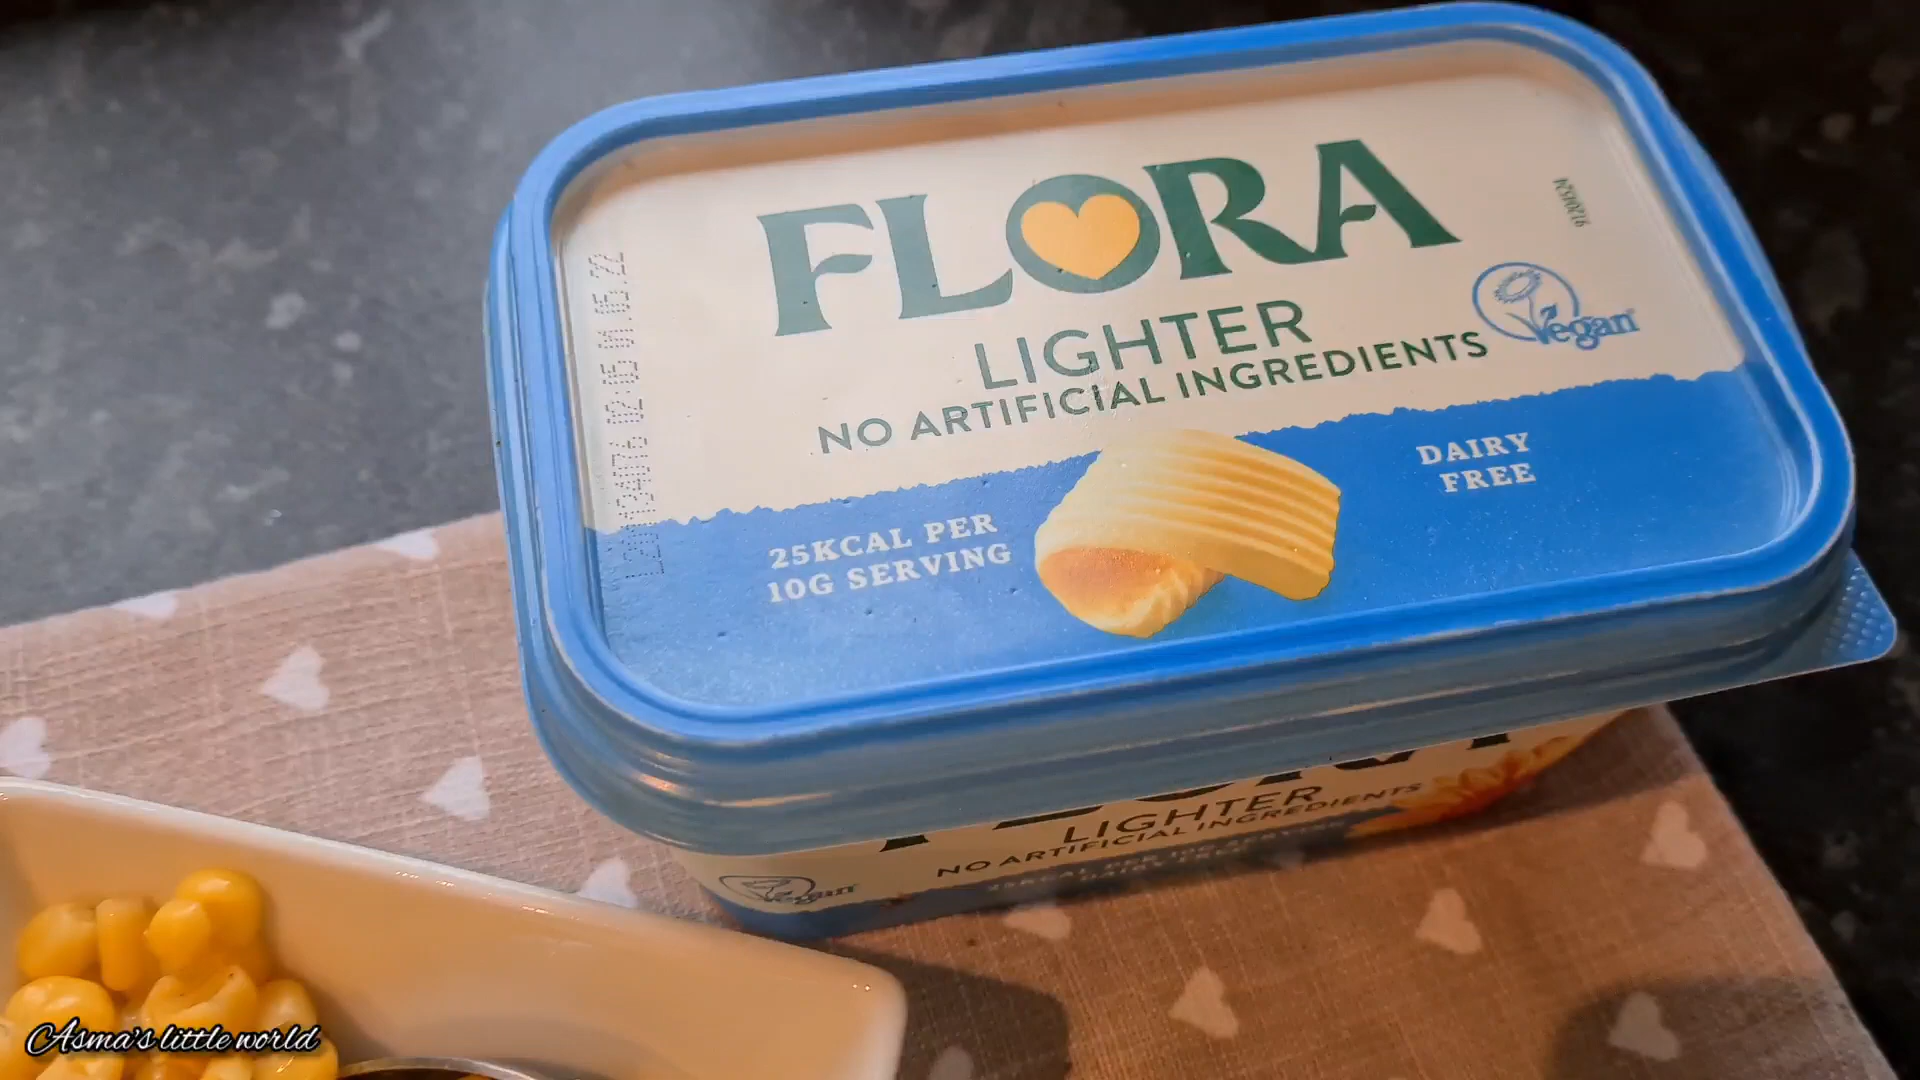 FLORA
LIGHTER
NO ARTIFICIAL INGREDIENTS
Vegan
25KCAL PER
10G SERVING
DAIRY
FREE
LIGHTER
NO ARTIFICIAL INGREDIENTS
Vegan
Asma's little world